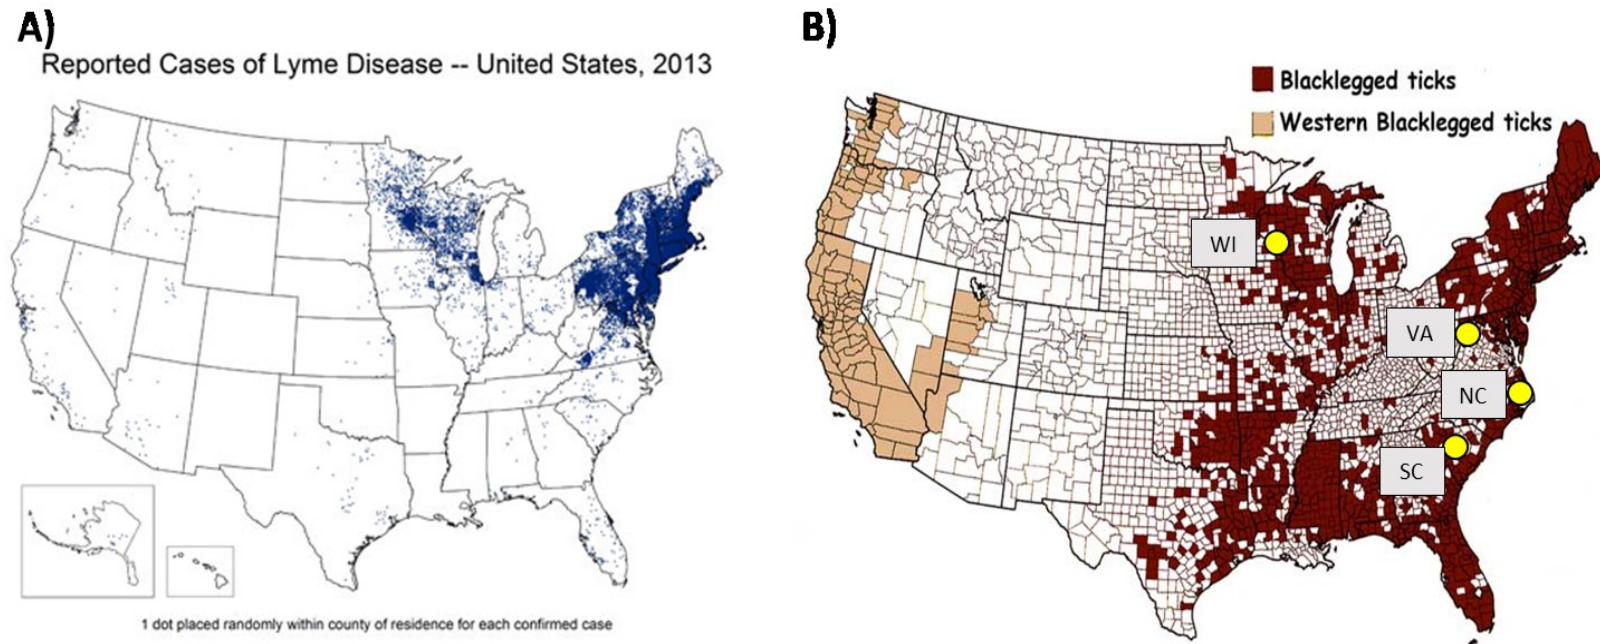 A)
Reported Cases of Lyme Disease -- United States, 2013
1 dot placed randomly within county of residence for each confirmed case
B)
Blacklegged ticks
Western Blacklegged ticks
WI
VA
NC
SC